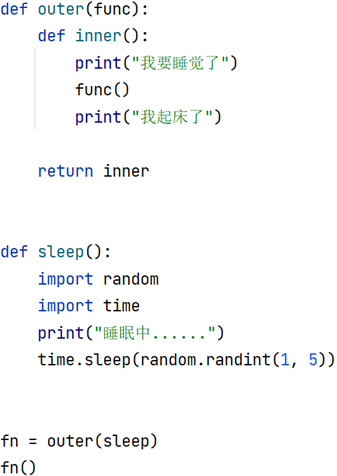 def outer(func):
    def inner():
        print("我要睡觉了")
        func()
        print("我起床了")

    return inner


def sleep():
    import random
    import time
    print("睡眠中......")
    time.sleep(random.randint(1, 5))


fn = outer(sleep)
fn()